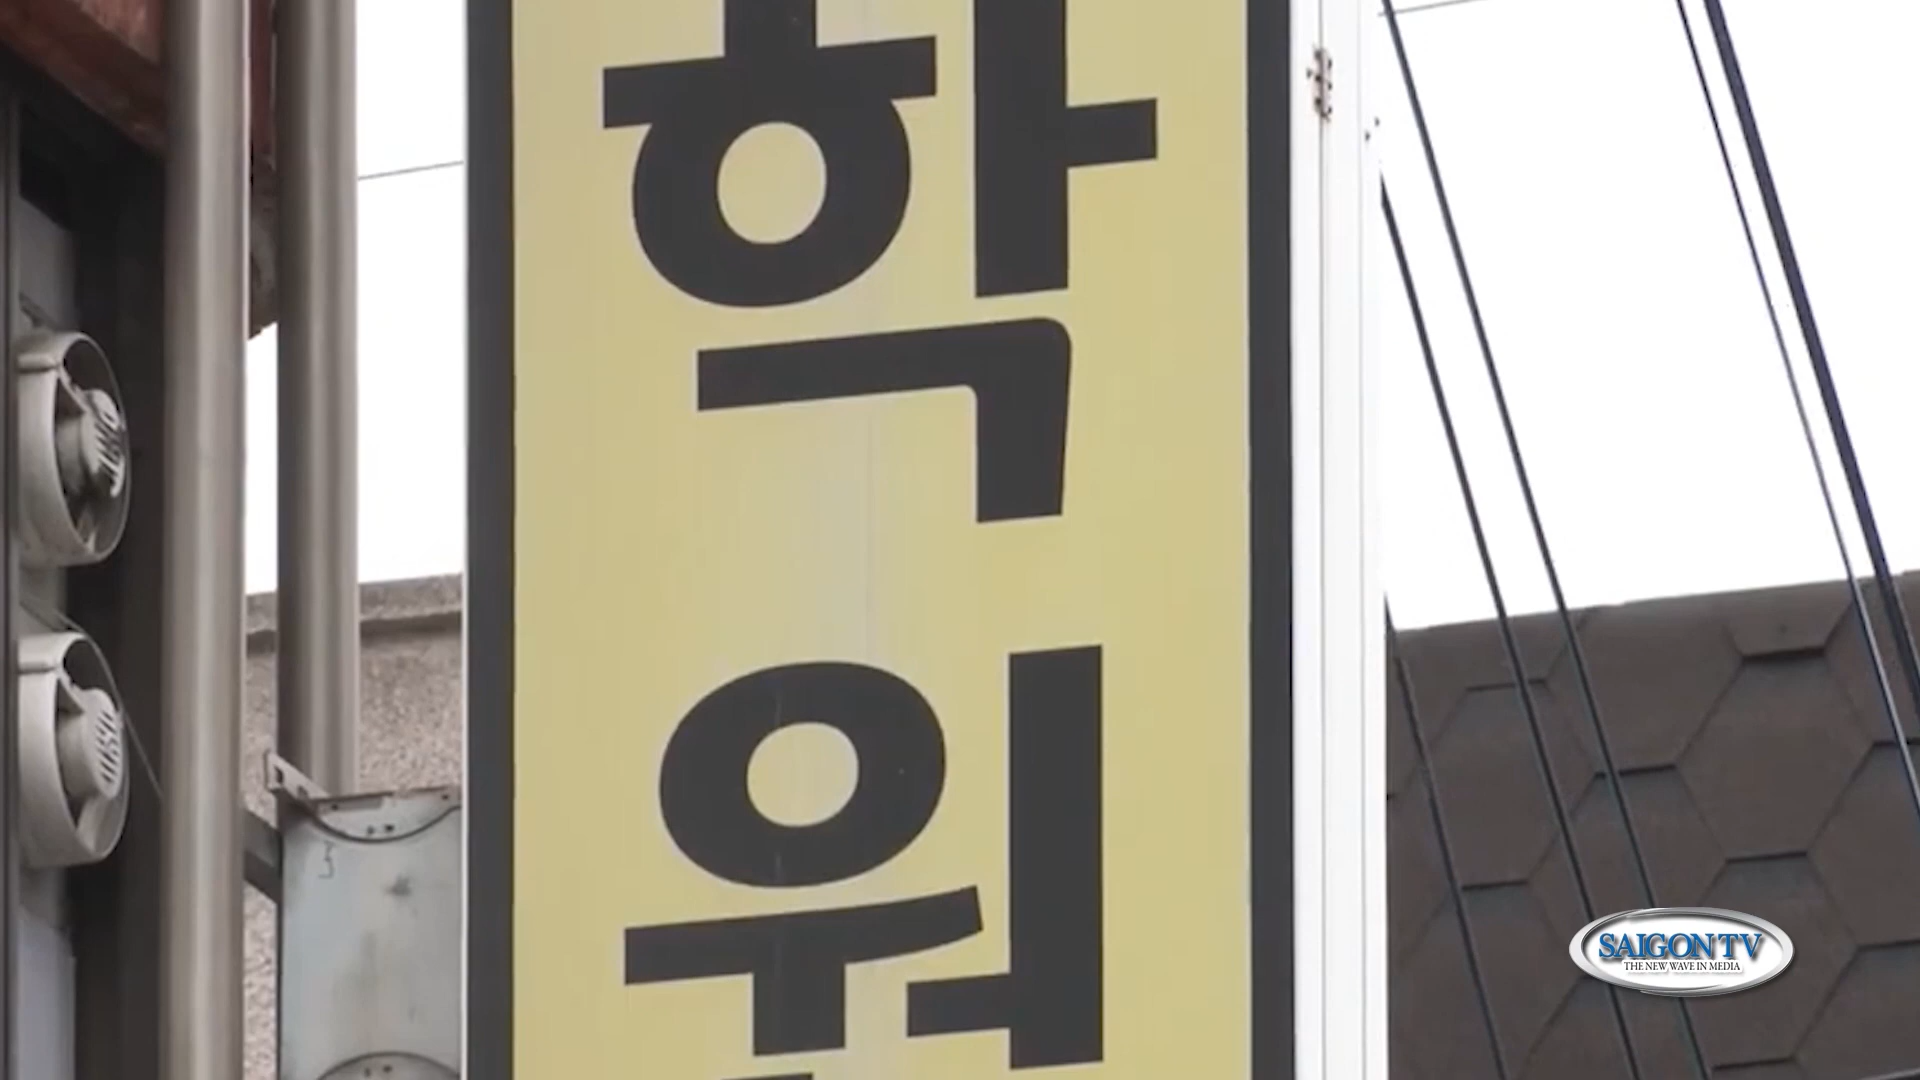 학
원
SAIGON TV
THE NEW WAVE IN MEDIA